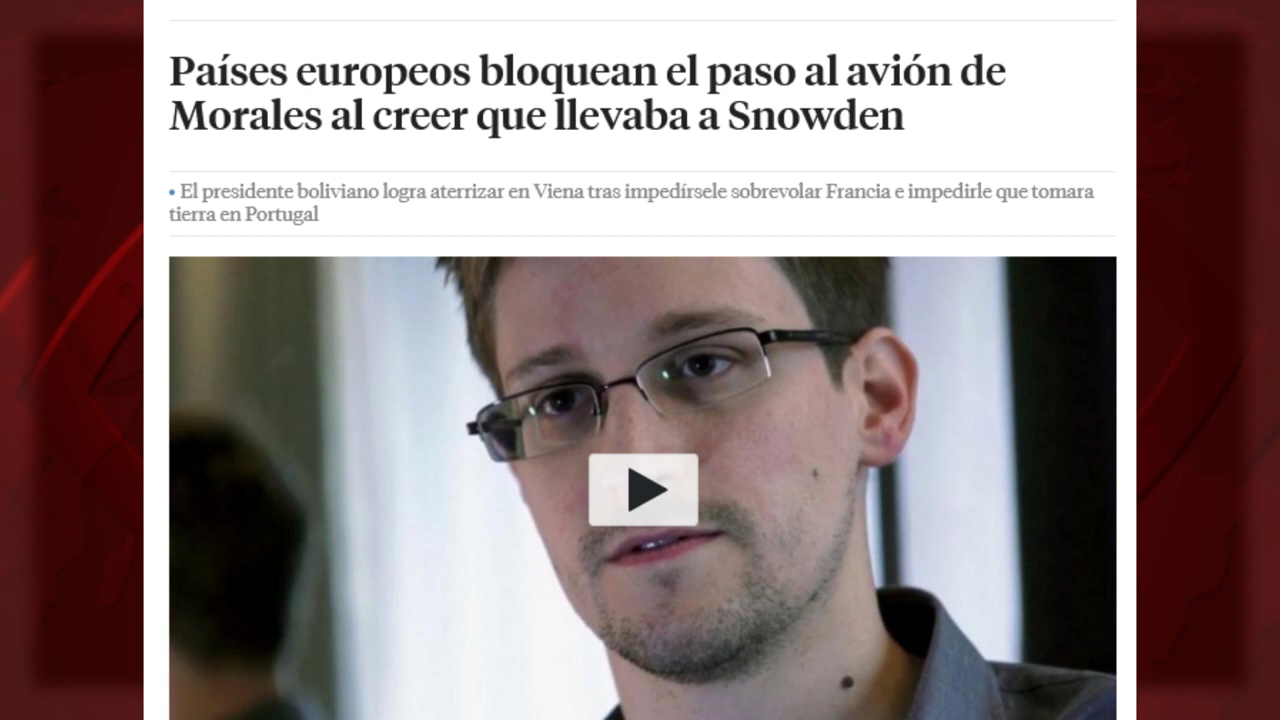 Países europeos bloquean el paso al avión de
Morales al creer que llevaba a Snowden
• El presidente boliviano logra aterrizar en Viena tras impedírsele sobrevolar Francia e impedirle que tomara
tierra en Portugal